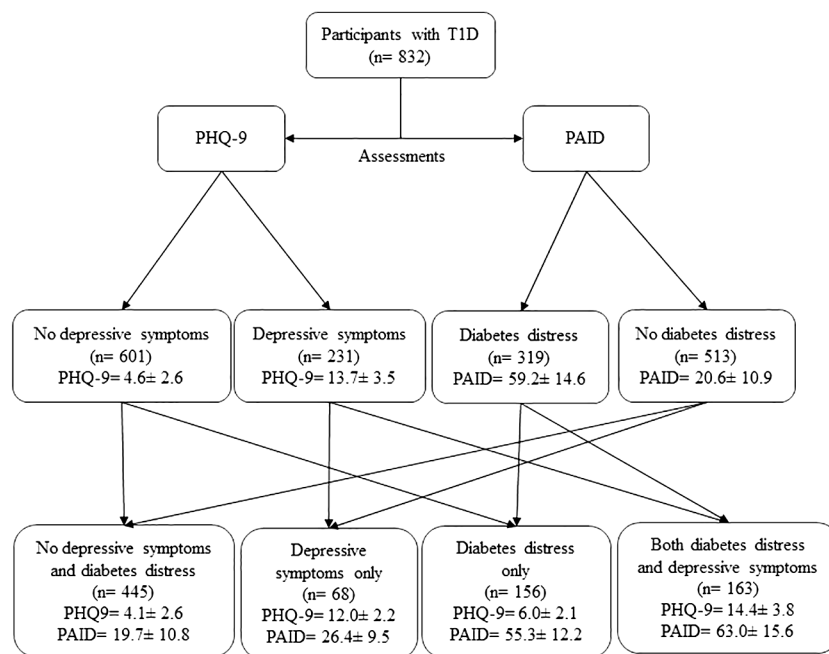 Participants with T1D
(n= 832)
PHQ-9
Assessments
PAID
No depressive symptoms
(n= 601)
PHQ-9= 4.6± 2.6
Depressive symptoms
(n= 231)
PHQ-9= 13.7± 3.5
Diabetes distress
(n= 319)
PAID= 59.2± 14.6
No diabetes distress
(n= 513)
PAID= 20.6± 10.9
No depressive symptoms
and diabetes distress
(n= 445)
PHQ9= 4.1± 2.6
PAID= 19.7± 10.8
Depressive
symptoms only
(n= 68)
PHQ-9= 12.0± 2.2
PAID= 26.4± 9.5
Diabetes distress
only
(n= 156)
PHQ-9= 6.0± 2.1
PAID= 55.3± 12.2
Both diabetes distress
and depressive symptoms
(n= 163)
PHQ-9= 14.4± 3.8
PAID= 63.0± 15.6